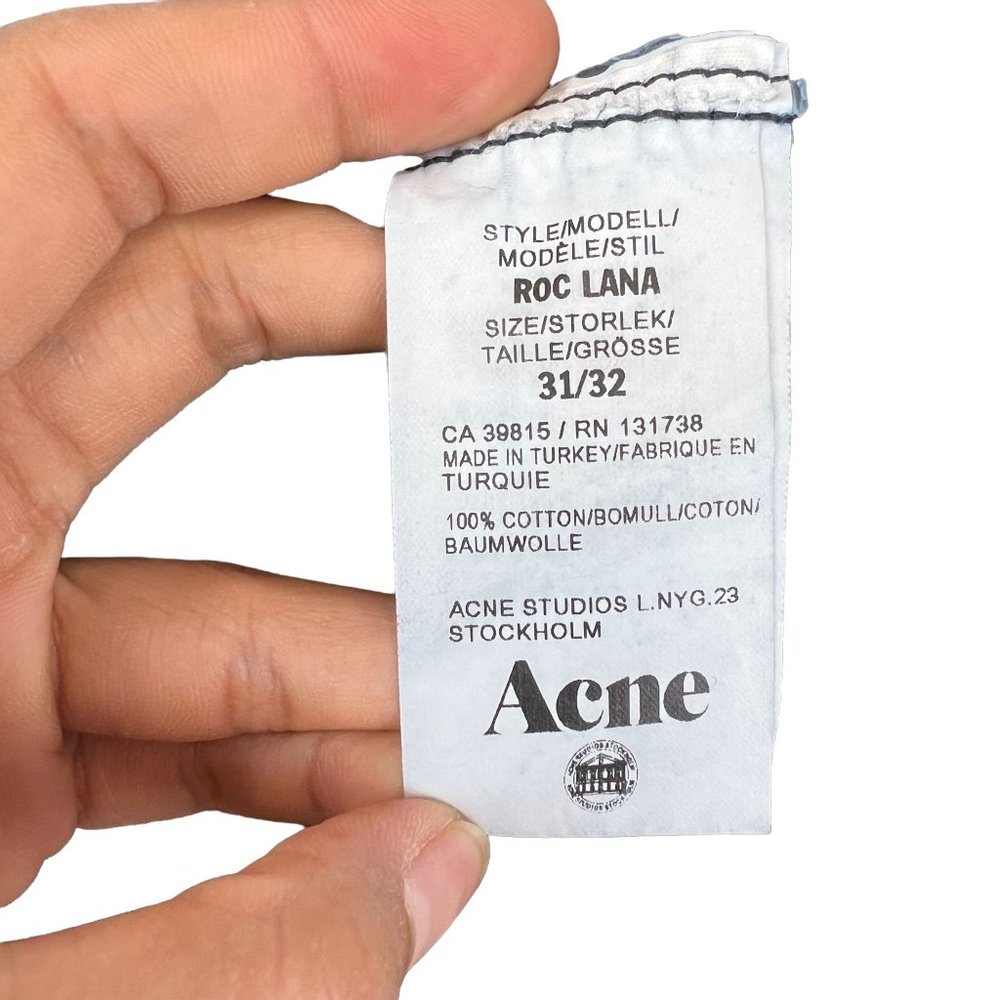 STYLE/MODELL/
MODÈLE/STIL
ROC LANA
SIZE/STORLEK/
TAILLE/GRÖSSE
31/32
CA 39815 / RN 131738
MADE IN TURKEY/FABRIQUE EN
TURQUIE
100% COTTON/BOMULL/COTON/
BAUMWOLLE
ACNE STUDIOS L.NYG.23
STOCKHOLM
Acne